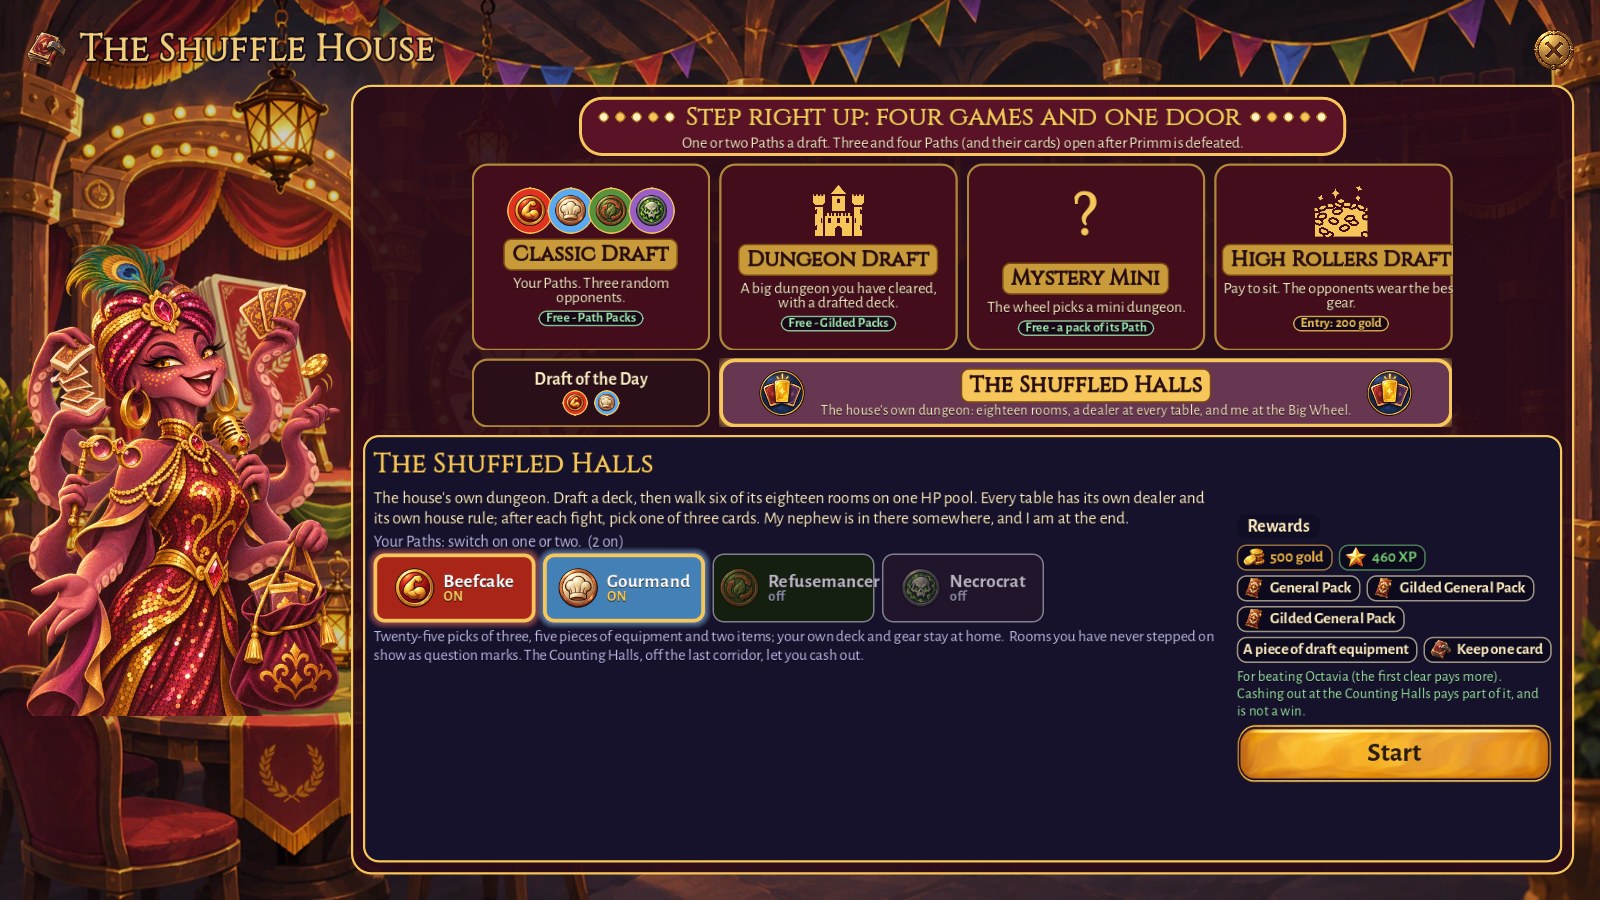 The Shuffle House
Step right up: four games and one door
One or two Paths a draft. Three and four Paths (and their cards) open after Primm is defeated.
Classic Draft
Your Paths. Three random
opponents.
Free - Path Packs
Dungeon Draft
A big dungeon you have cleared,
with a drafted deck.
Free - Gilded Packs
?
Mystery Mini
The wheel picks a mini dungeon.
Free - a pack of its Path
High Rollers Draft
Pay to sit. The opponents wear the bes
gear.
Entry: 200 gold
Draft of the Day
The Shuffled Halls
The house's own dungeon: eighteen rooms, a dealer at every table, and me at the Big Wheel.
The Shuffled Halls
The house's own dungeon. Draft a deck, then walk six of its eighteen rooms on one HP pool. Every table has its own dealer and
its own house rule; after each fight, pick one of three cards. My nephew is in there somewhere, and I am at the end.
Your Paths: switch on one or two. (2 on)
Beefcake
ON
Gourmand
ON
Refusemancer
off
Necrocrat
off
Twenty-five picks of three, five pieces of equipment and two items; your own deck and gear stay at home. Rooms you have never stepped on
show as question marks. The Counting Halls, off the last corridor, let you cash out.
Rewards
500 gold
460 XP
General Pack
Gilded General Pack
Gilded General Pack
A piece of draft equipment
Keep one card
For beating Octavia (the first clear pays more).
Cashing out at the Counting Halls pays part of it, and
is not a win.
Start